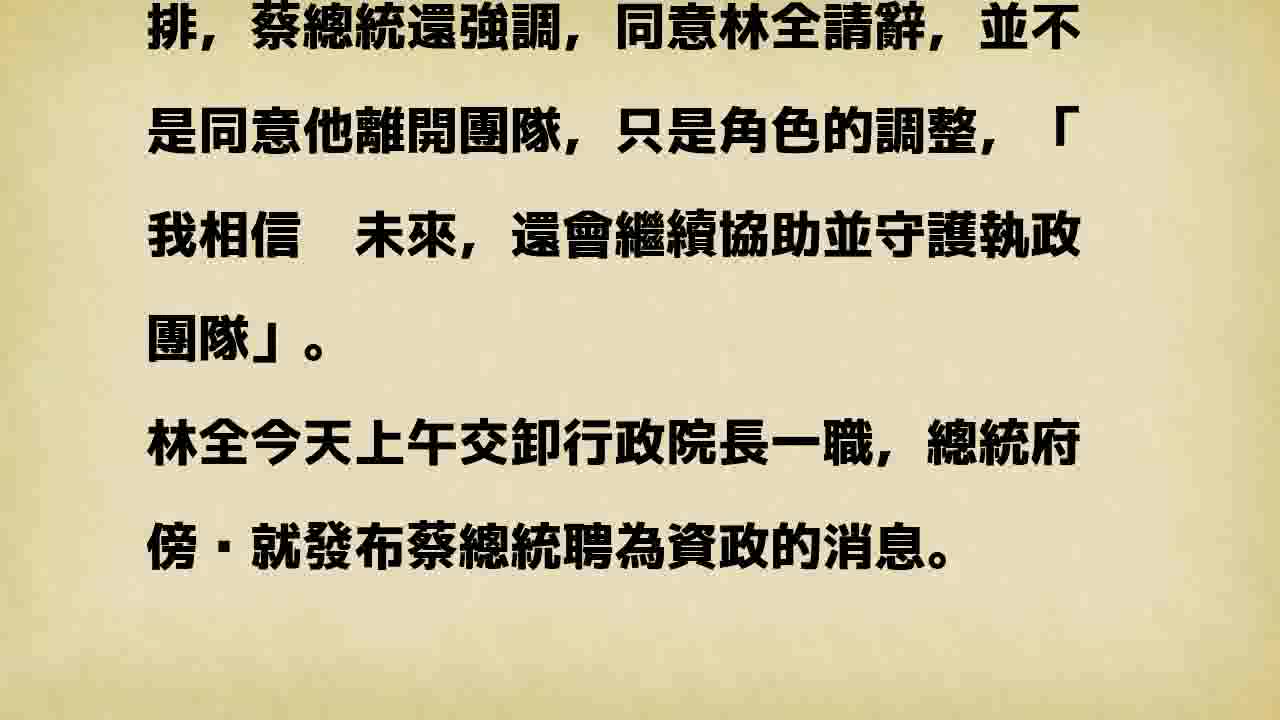 排，蔡總統還強調，同意林全請辭，並不
是同意他離開團隊，只是角色的調整，「
我相信　未來，還會繼續協助並守護執政
團隊」。
林全今天上午交卸行政院長一職，總統府
傍▪就發布蔡總統聘為資政的消息。